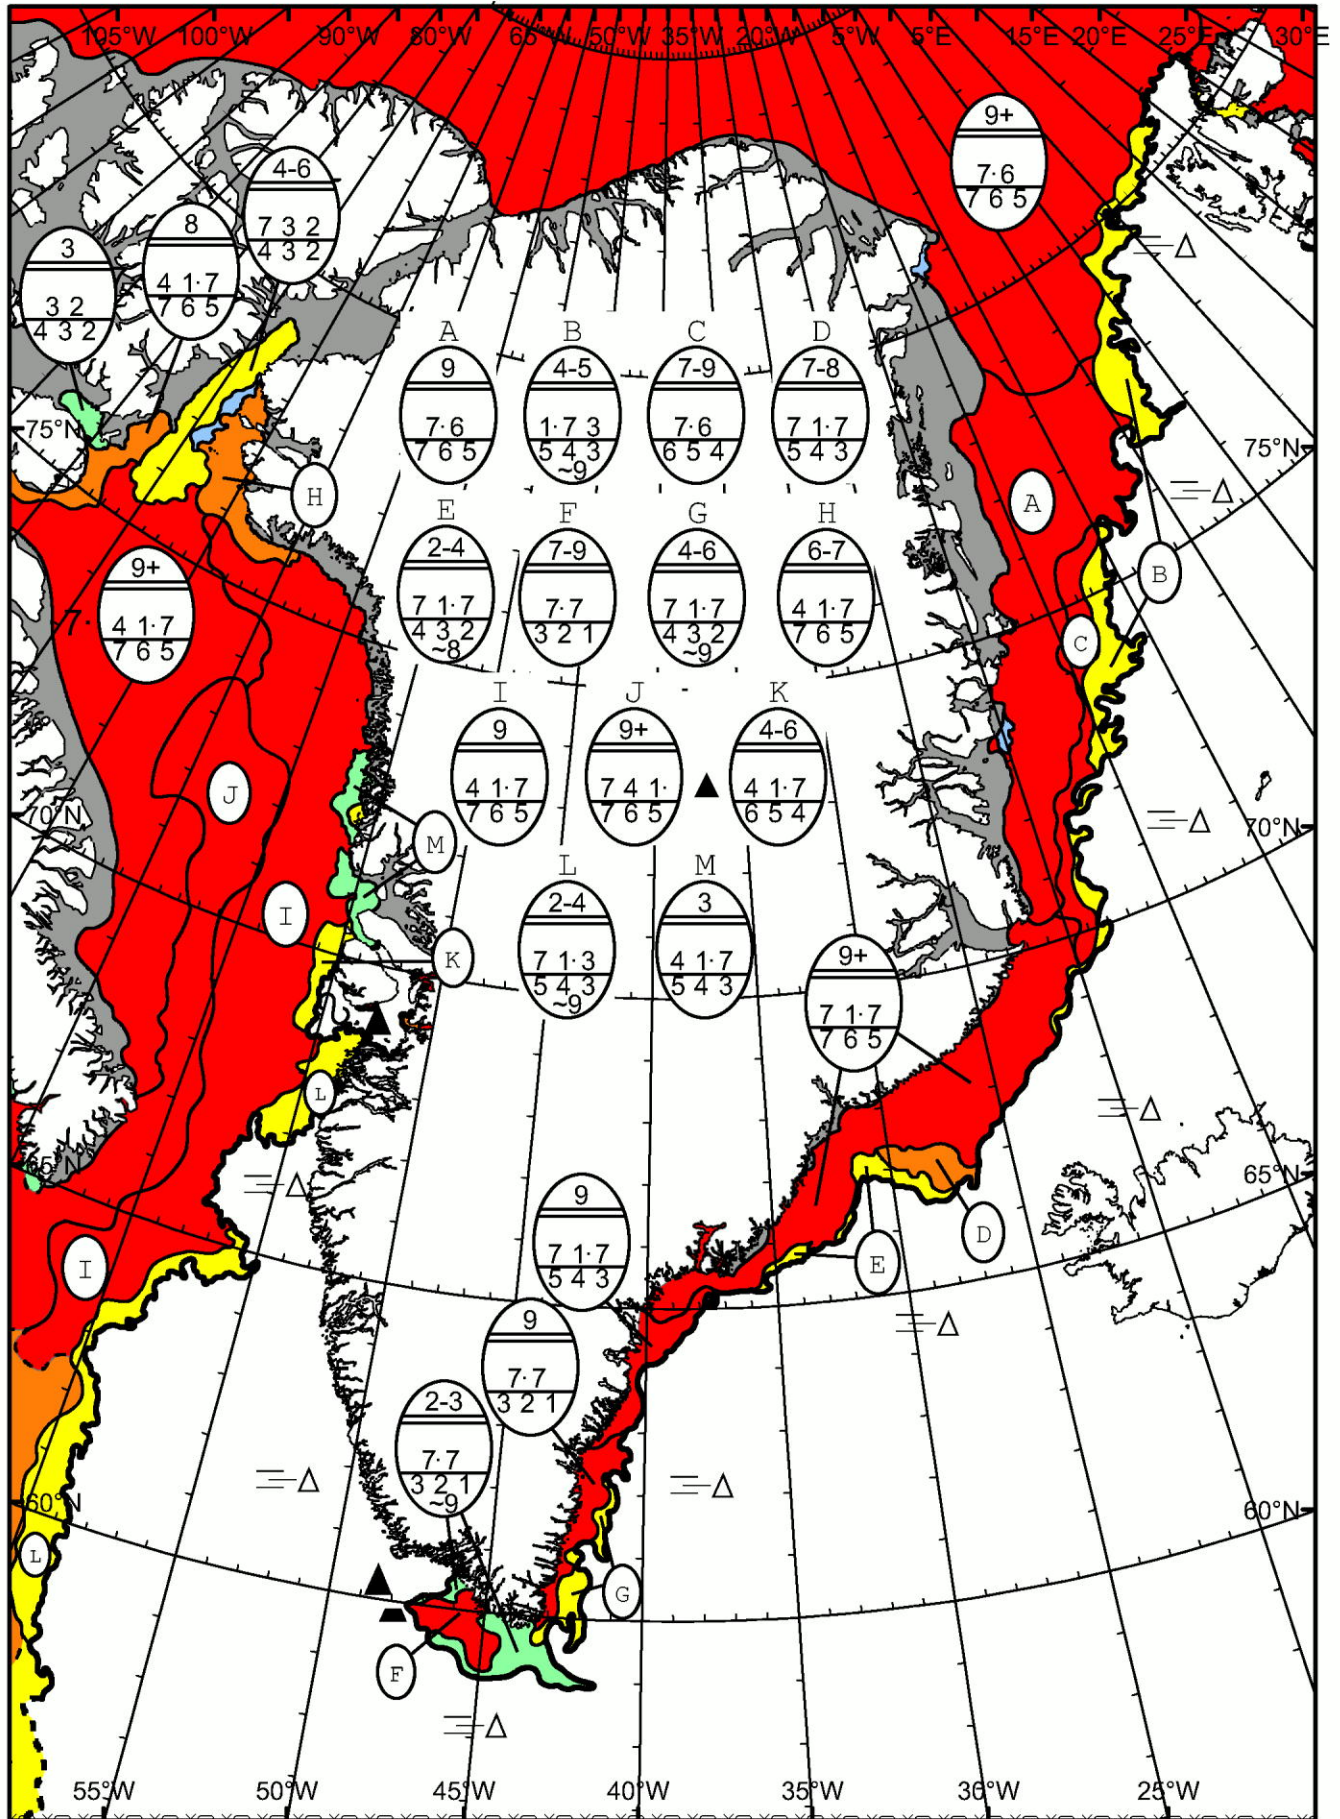 105°W 100°W 90°W 80°W 65°W 50°W 35°W 20°W 5°W 5°E 15°E 20°E 25°E 30°E
9+
7· 6
7 6 5
4-6
7 3 2
4 3 2
8
4 1· 7
7 6 5
3
3 2
4 3 2
A B C D
9 4-5 7-9 7-8
7· 6 1· 7 3 7· 6 7 1· 7
7 6 5 5 4 3 6 5 4 5 4 3
~9
75°N 75°N
H
A
E F G H
2-4 7-9 4-6 6-7
7 1· 7 7· 7 7 1· 7 4 1· 7
4 3 2 3 2 1 4 3 2 7 6 5
~8 ~9
B
9+
7·
4 1· 7
7 6 5
C
I J K
9 9+ 4-6
4 1· 7 7 4 1· 4 1· 7
7 6 5 7 6 5 6 5 4
J
70°N 70°N
M
L M
2-4 3
7 1· 3 4 1· 7
5 4 3 5 4 3
~9
I
K
9+
7 1· 7
7 6 5
L
65°N 65°N
9
7 1· 7
5 4 3
D
E
I
9
7· 7
3 2 1
2-3
7· 7
3 2 1
~9
60°N 60°N
L
G
F
55°W 50°W 45°W 40°W 35°W 30°W 25°W